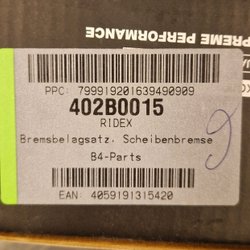 PREME PERFORMANCE
PPC: 799919201639490909
402B0015
RIDEX
Bremsbelagsatz, Scheibenbremse
B4-Parts
EAN: 4059191315420